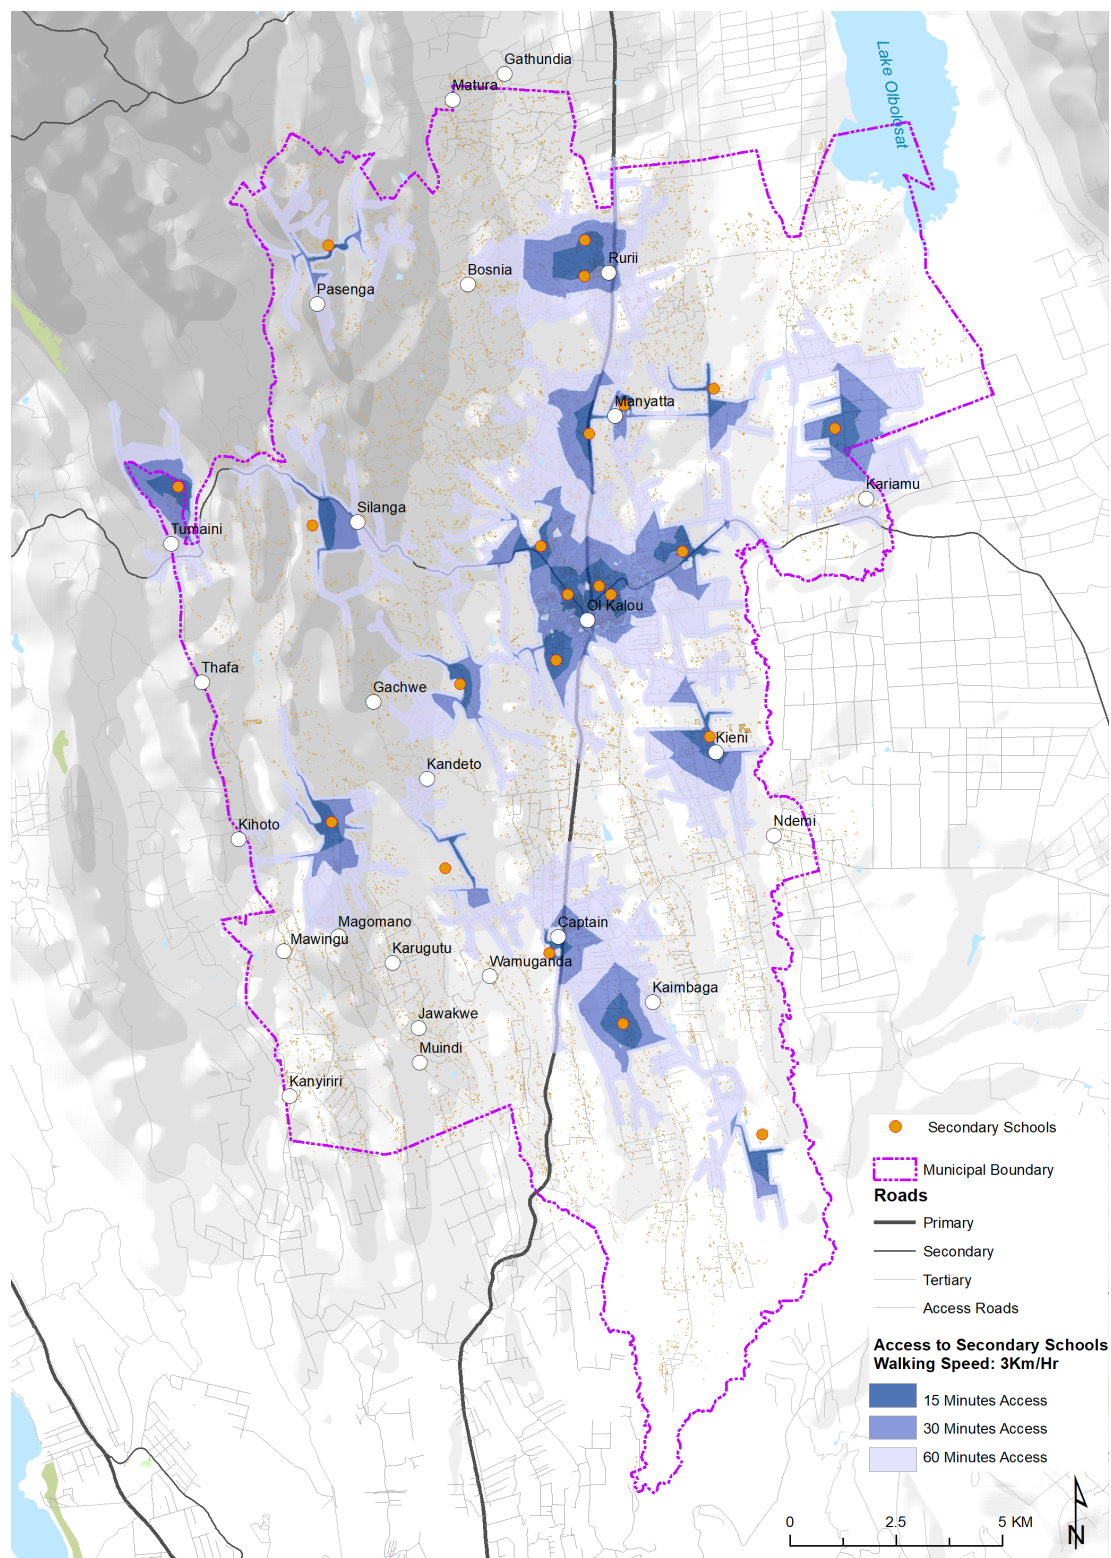 Gathundia
Matura
Lake Olbolosat
Rurii
Bosnia
Pasenga
Manyatta
Kariamu
Silanga
Tumaini
Ol Kalou
Thafa
Gachwe
Kieni
Kandeto
Kihoto
Ndemi
Magomano
Captain
Mawingu
Karugutu
Wamuganda
Kaimbaga
Jawakwe
Muindi
Kanyiriri
Secondary Schools
Municipal Boundary
Roads
Primary
Secondary
Tertiary
Access Roads
Access to Secondary Schools
Walking Speed: 3Km/Hr
15 Minutes Access
30 Minutes Access
60 Minutes Access
0 2.5 5 KM
N